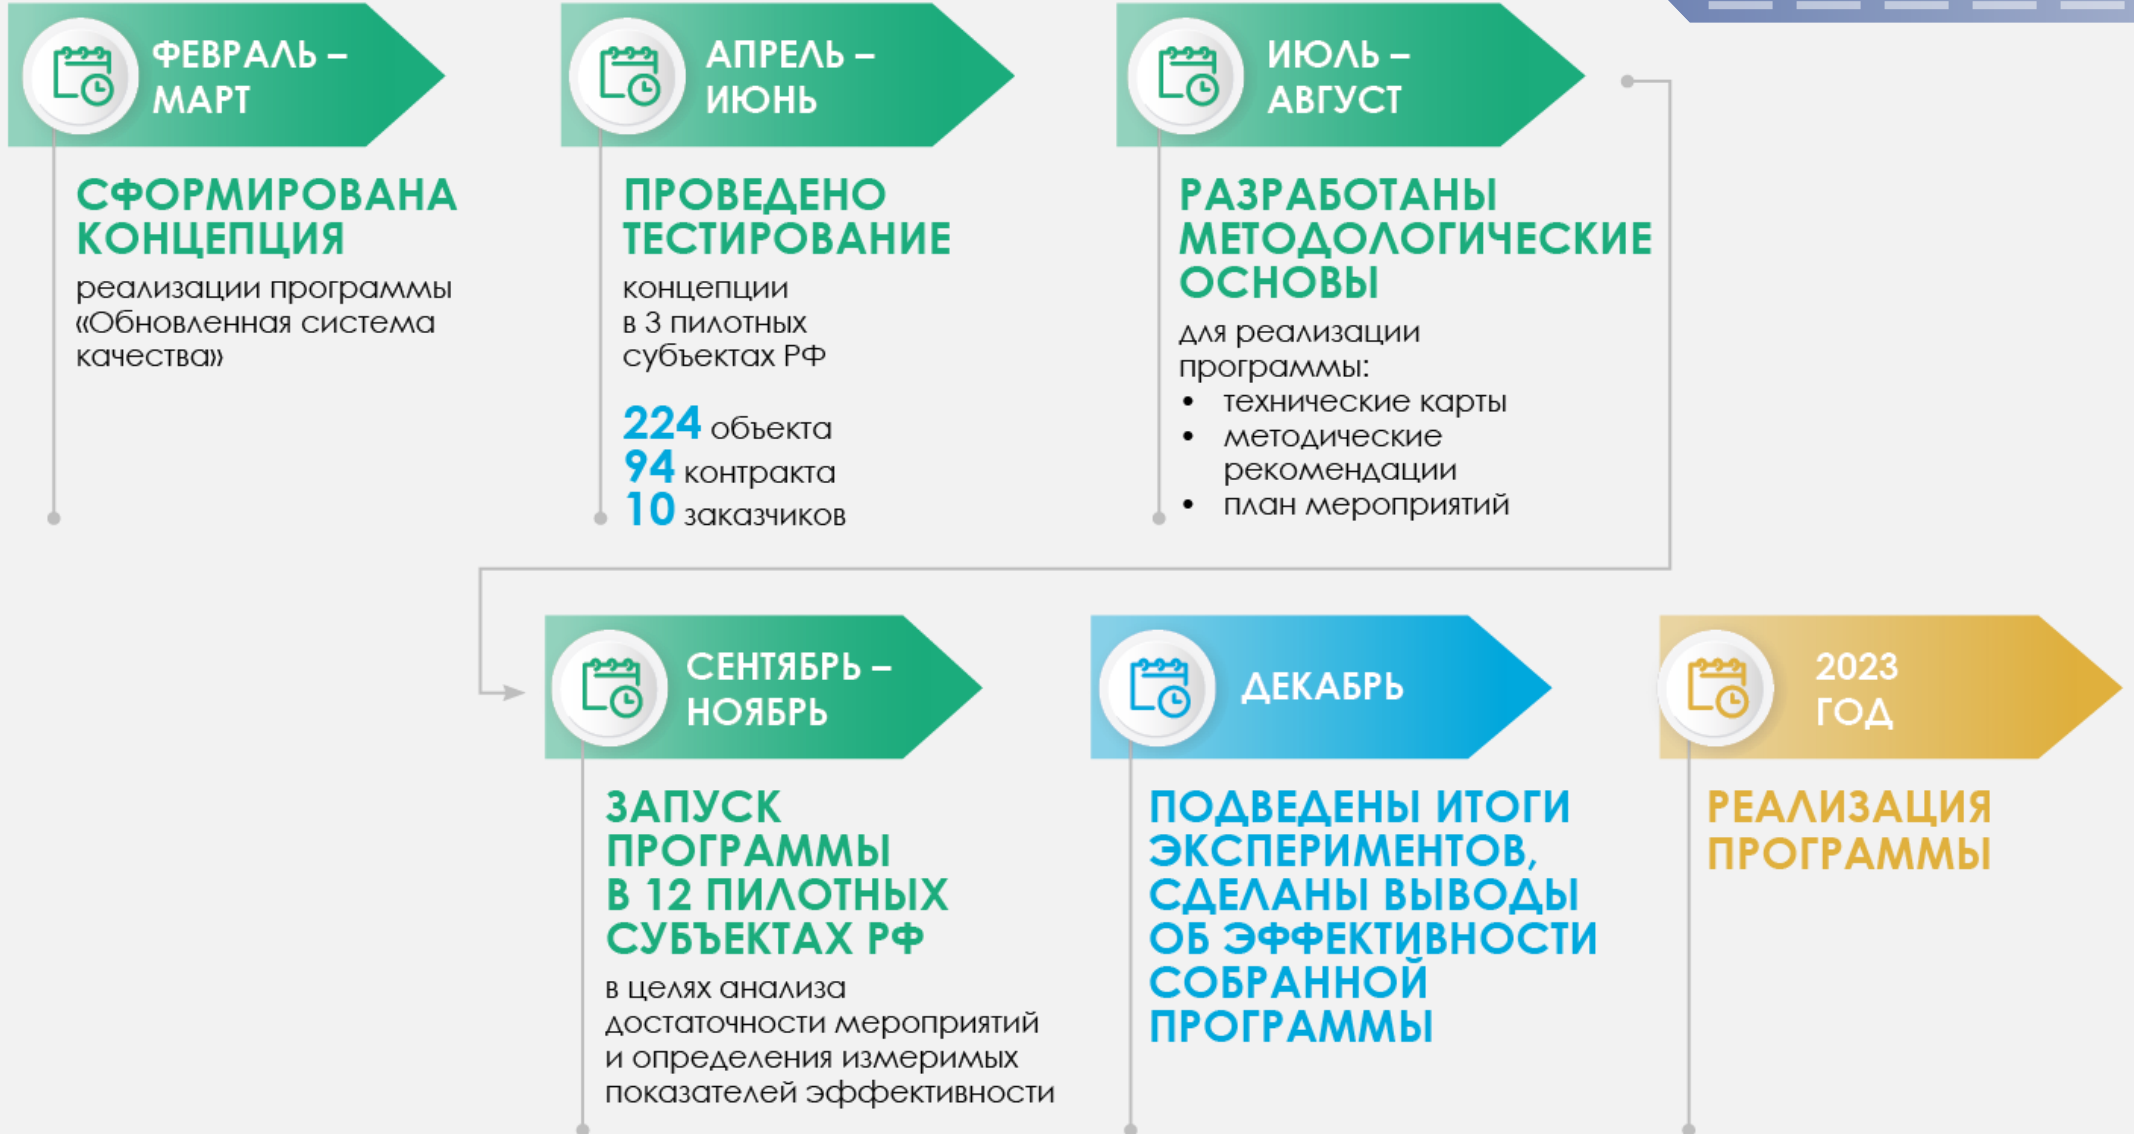 ФЕВРАЛЬ –
МАРТ
СФОРМИРОВАНА
КОНЦЕПЦИЯ
реализации программы
«Обновленная система
качества»
АПРЕЛЬ –
ИЮНЬ
ПРОВЕДЕНО
ТЕСТИРОВАНИЕ
концепции
в 3 пилотных
субъектах РФ
224 объекта
94 контракта
10 заказчиков
ИЮЛЬ –
АВГУСТ
РАЗРАБОТАНЫ
МЕТОДОЛОГИЧЕСКИЕ
ОСНОВЫ
для реализации
программы:
• технические карты
• методические
рекомендации
• план мероприятий
СЕНТЯБРЬ –
НОЯБРЬ
ЗАПУСК
ПРОГРАММЫ
В 12 ПИЛОТНЫХ
СУБЪЕКТАХ РФ
в целях анализа
достаточности мероприятий
и определения измеримых
показателей эффективности
ДЕКАБРЬ
ПОДВЕДЕНЫ ИТОГИ
ЭКСПЕРИМЕНТОВ,
СДЕЛАНЫ ВЫВОДЫ
ОБ ЭФФЕКТИВНОСТИ
СОБРАННОЙ
ПРОГРАММЫ
2023
ГОД
РЕАЛИЗАЦИЯ
ПРОГРАММЫ